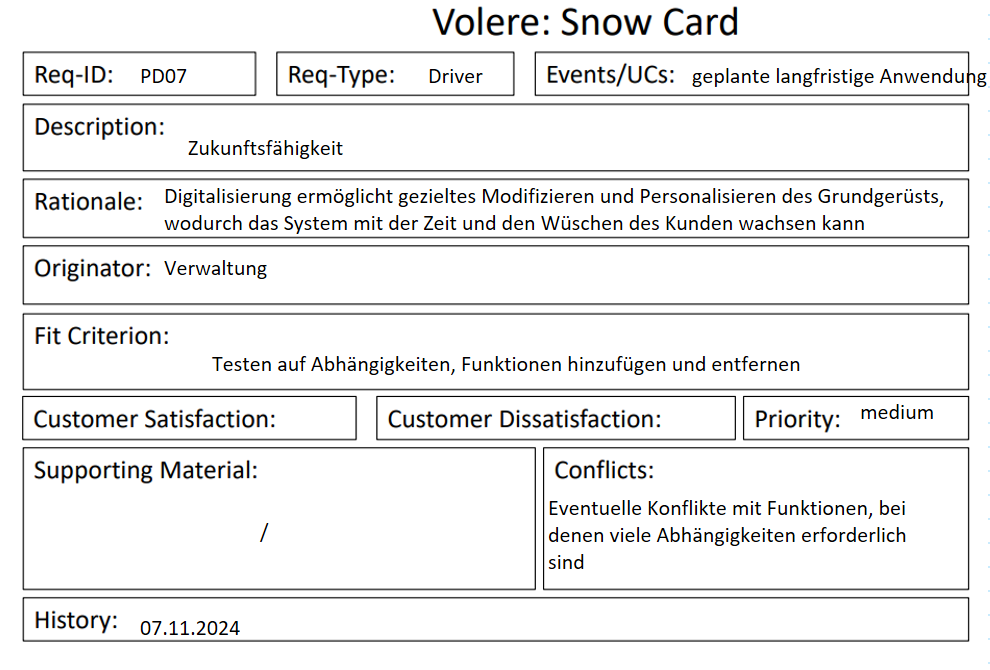 Volere: Snow Card
Req-ID: PD07
Req-Type: Driver
Events/UCs: geplante langfristige Anwendung
Description:
Zukunftsfähigkeit
Rationale: Digitalisierung ermöglicht gezieltes Modifizieren und Personalisieren des Grundgerüsts,
wodurch das System mit der Zeit und den Wüschen des Kunden wachsen kann
Originator: Verwaltung
Fit Criterion:
Testen auf Abhängigkeiten, Funktionen hinzufügen und entfernen
Customer Satisfaction:
Customer Dissatisfaction:
Priority: medium
Supporting Material:
/
Conflicts:
Eventuelle Konflikte mit Funktionen, bei
denen viele Abhängigkeiten erforderlich
sind
History: 07.11.2024